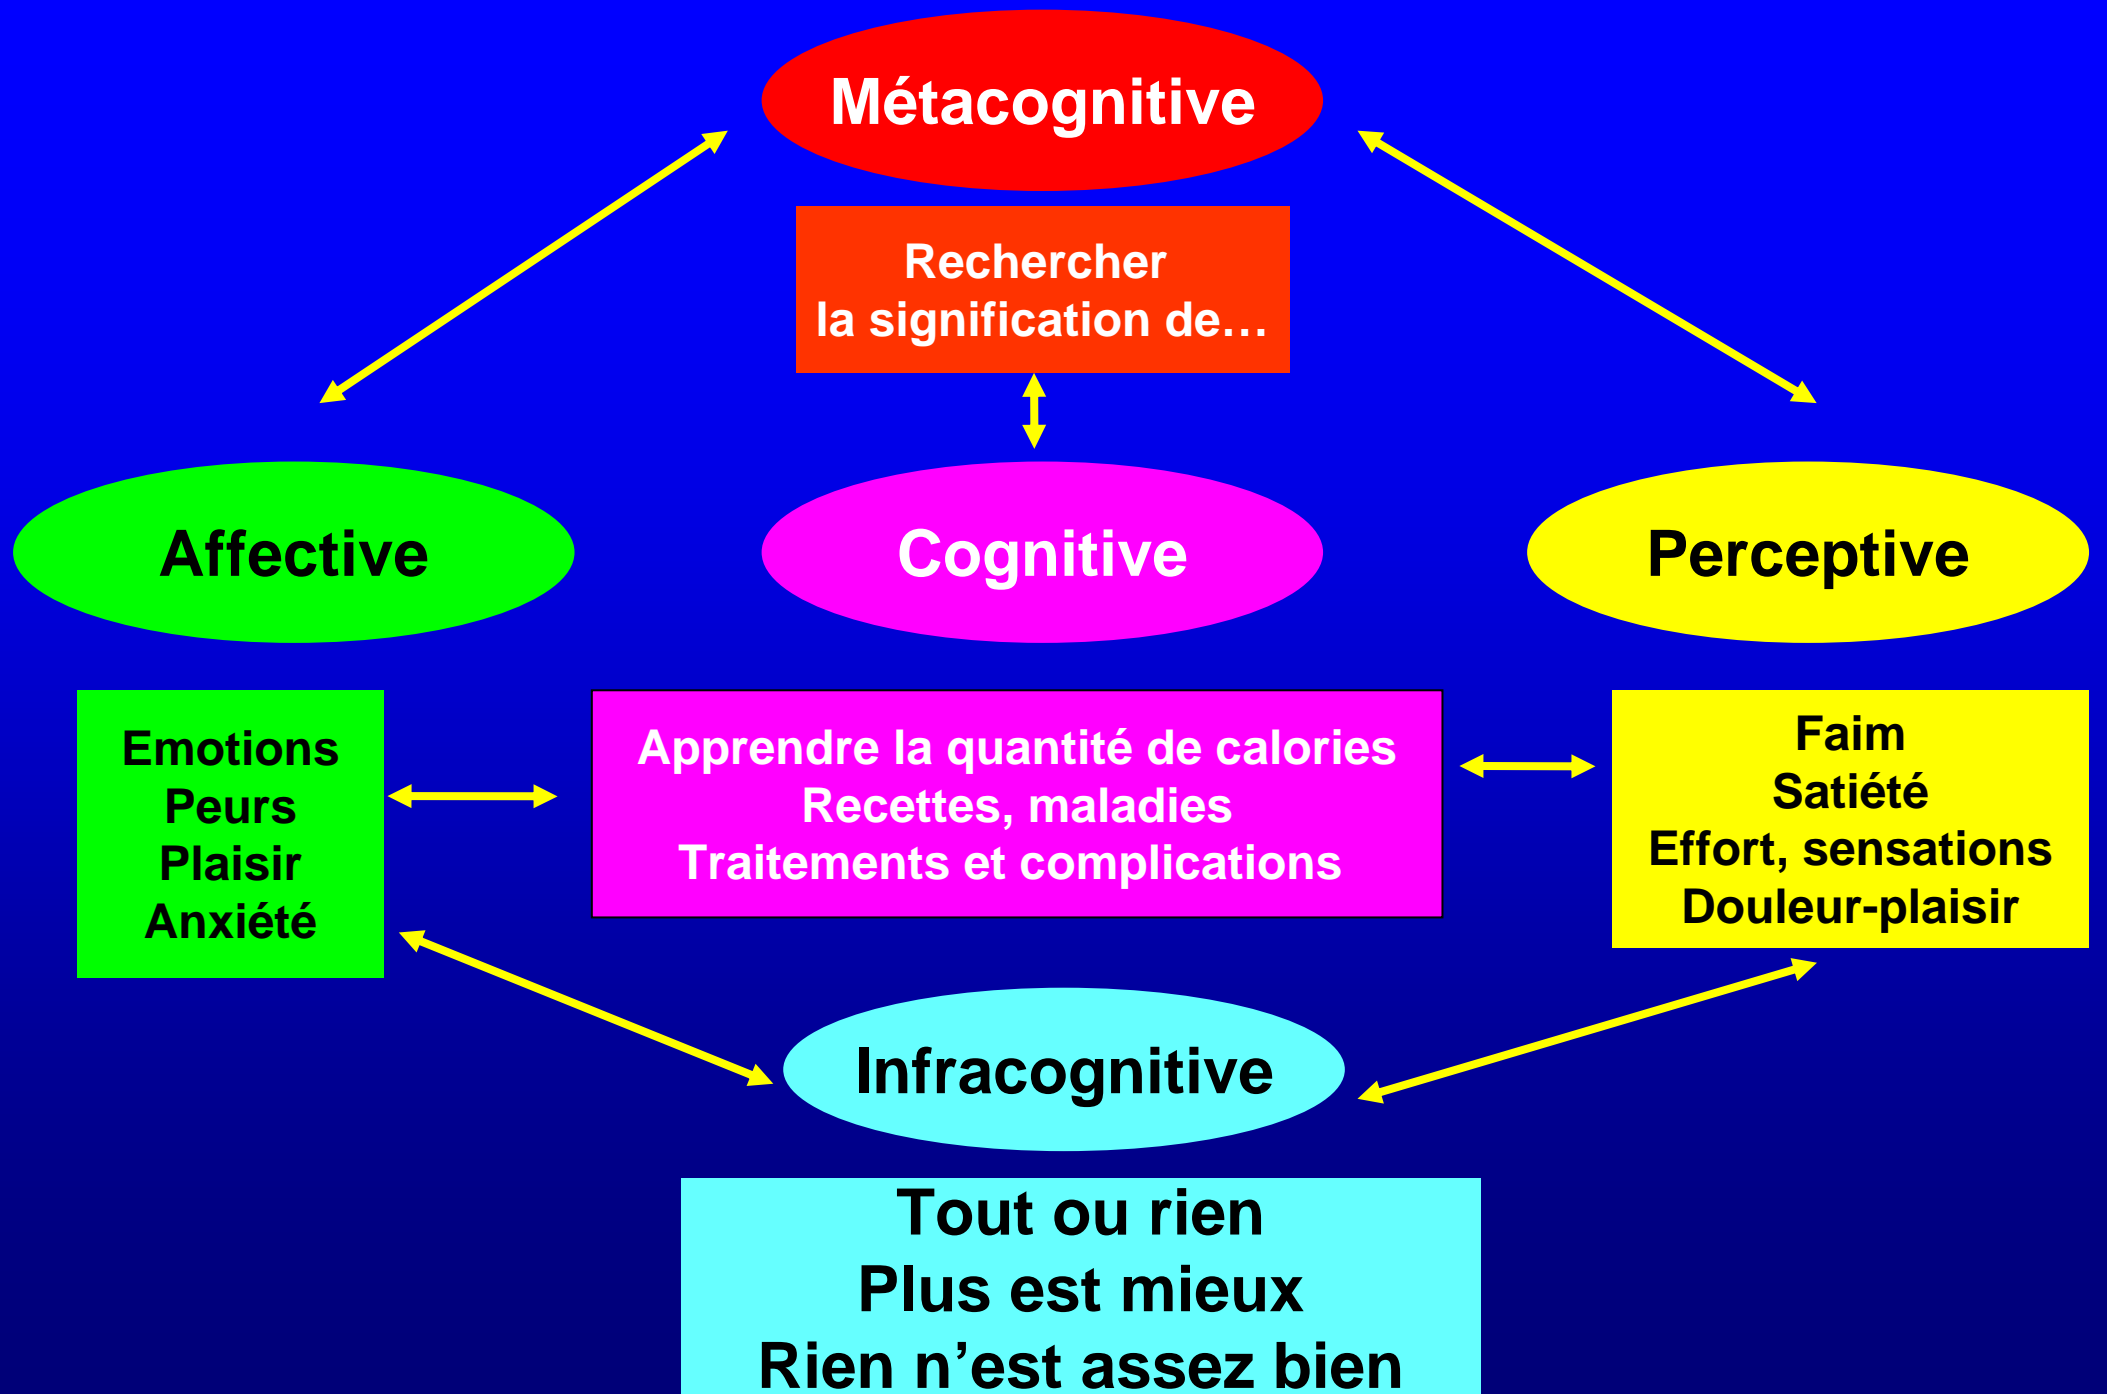 Métacognitive
Rechercher
la signification de…
Affective
Cognitive
Perceptive
Emotions
Peurs
Plaisir
Anxiété
Apprendre la quantité de calories
Recettes, maladies
Traitements et complications
Faim
Satiété
Effort, sensations
Douleur-plaisir
Infracognitive
Tout ou rien
Plus est mieux
Rien n’est assez bien